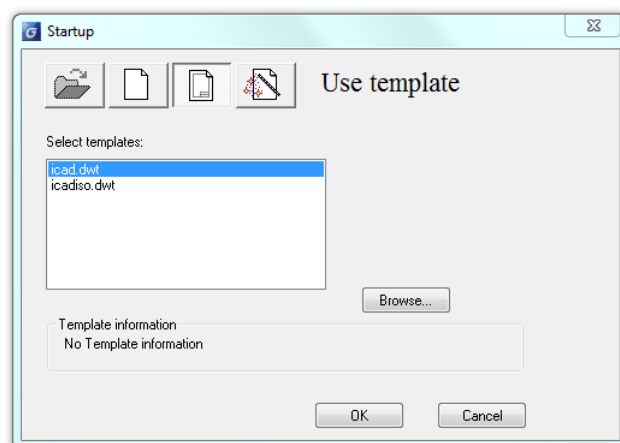 Startup
Use template
Select templates:
icad.dwt
icadiso.dwt
Browse...
Template information
No Template information
OK
Cancel